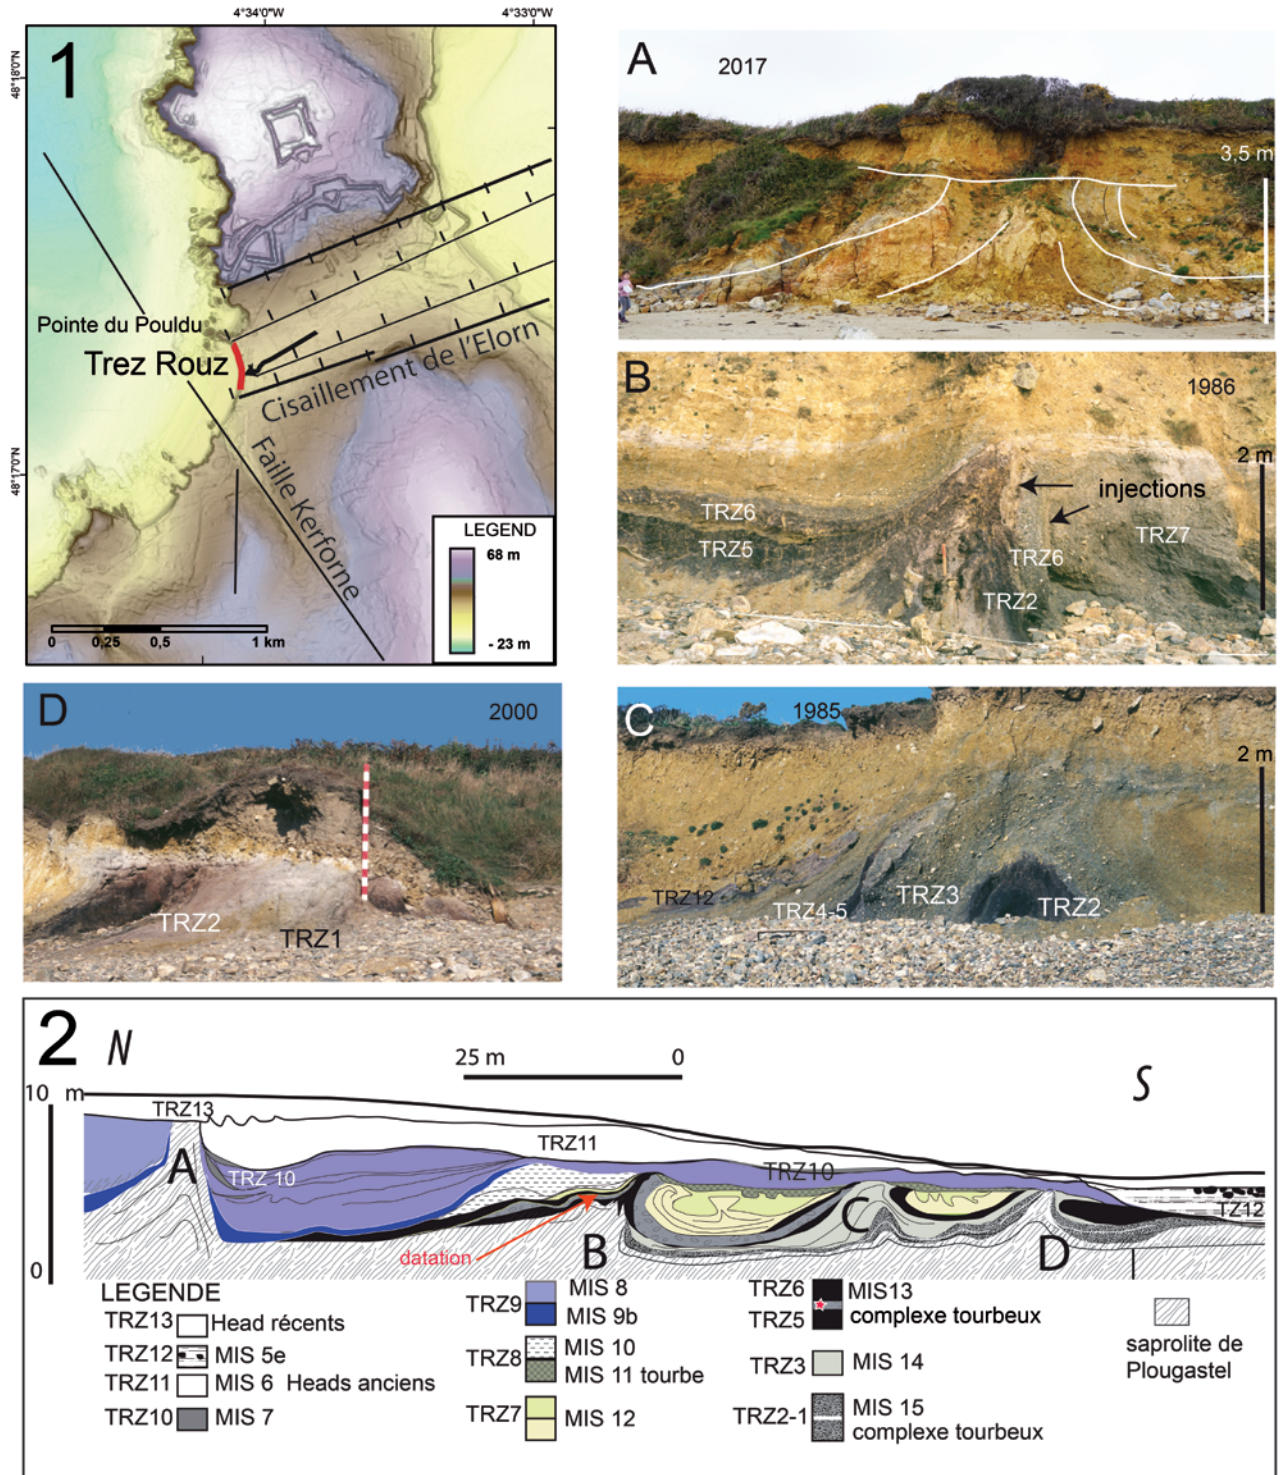 4°34'0"W
4°33'0"W
1
48°18'0"N
Pointe du Pouldu
Trez Rouz
Cisaillement de l'Elorn
48°17'0"N
Faille Kerforne
LEGEND
68 m
- 23 m
0 0,25 0,5 1 km
A
2017
3,5 m
B
1986
2 m
injections
TRZ6
TRZ5
TRZ6
TRZ7
TRZ2
D
2000
TRZ2
TRZ1
C
1985
2 m
TRZ12
TRZ4-5
TRZ3
TRZ2
2
N
25 m 0
S
10 m
0
TRZ13
TRZ11
A
TRZ 10
TRZ10
TZ12
C
B
D
datation
LEGENDE
TRZ13 Head récents
TRZ12 MIS 5e
TRZ11 MIS 6 Heads anciens
TRZ10 MIS 7
TRZ9 MIS 8
MIS 9b
TRZ8 MIS 10
MIS 11 tourbe
TRZ7 MIS 12
TRZ6 MIS13
TRZ5 complexe tourbeux
TRZ3 MIS 14
TRZ2-1 MIS 15
complexe tourbeux
saprolite de
Plougastel